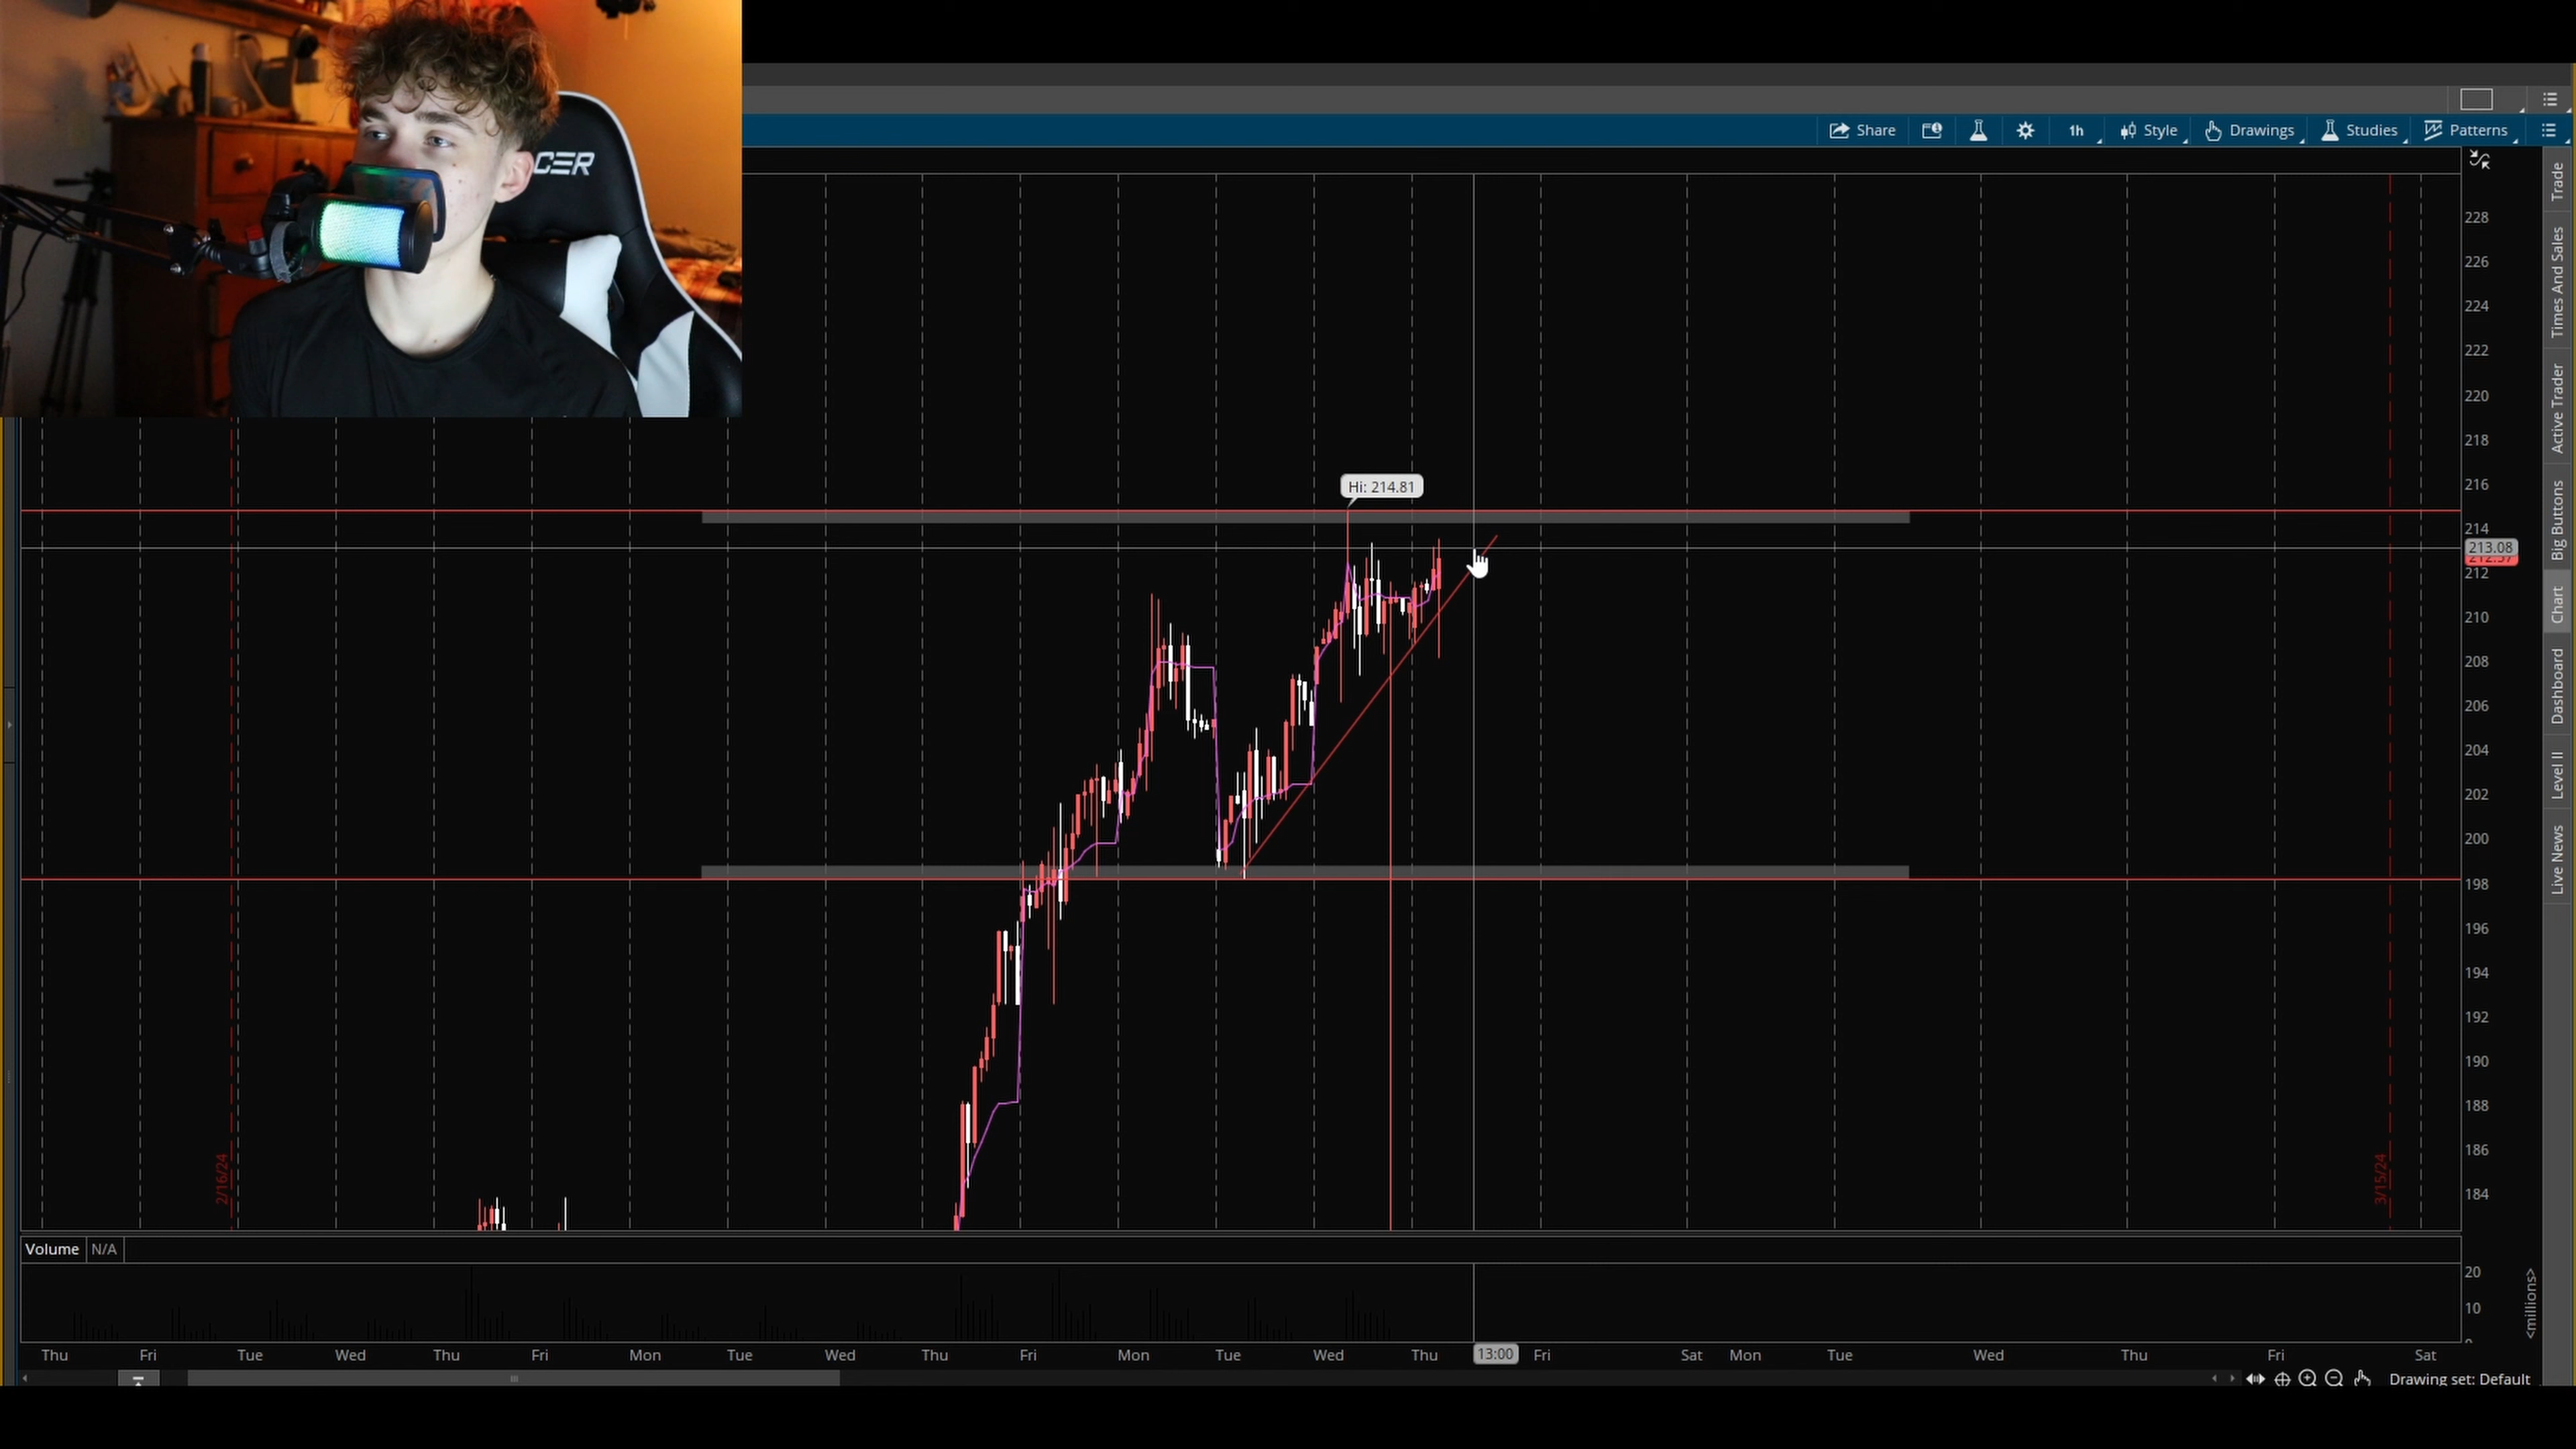 CER
Share
1h
Style
Drawings
Studies
Patterns
Trade
Times And Sales
Active Trader
Big Buttons
Chart
Dashboard
Level II
Live News
228
226
224
222
220
218
216
214
213.08
212
210
208
206
204
202
200
198
196
194
192
190
188
186
184
Hi: 214.81
2/16/24
3/15/24
Volume N/A
20
10
<millions>
Thu Fri Tue Wed Thu Fri Mon Tue Wed Thu Fri Mon Tue Wed Thu 13:00 Fri Sat Mon Tue Wed Thu Fri Sat
Drawing set: Default